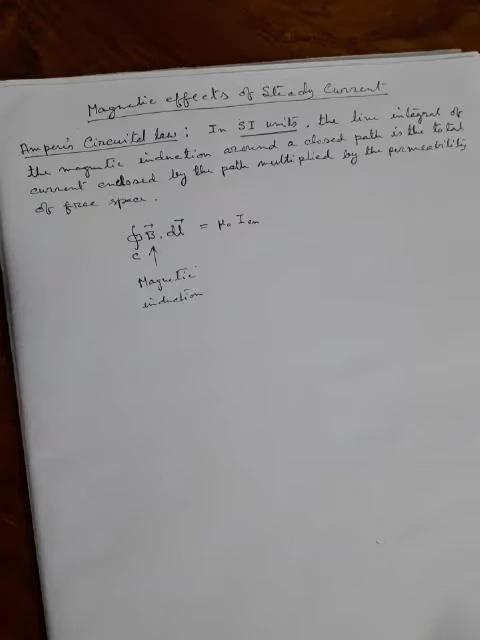 Magnetic effects of Steady Current
Amper's Circuital law : In SI units, the line integral of
the magnetic induction around a closed path is the total
current enclosed by the path multiplied by the permeability
of free space.
∮ B⃗ . dl⃗ = μ₀ I en
C ↑
Magnetic
induction